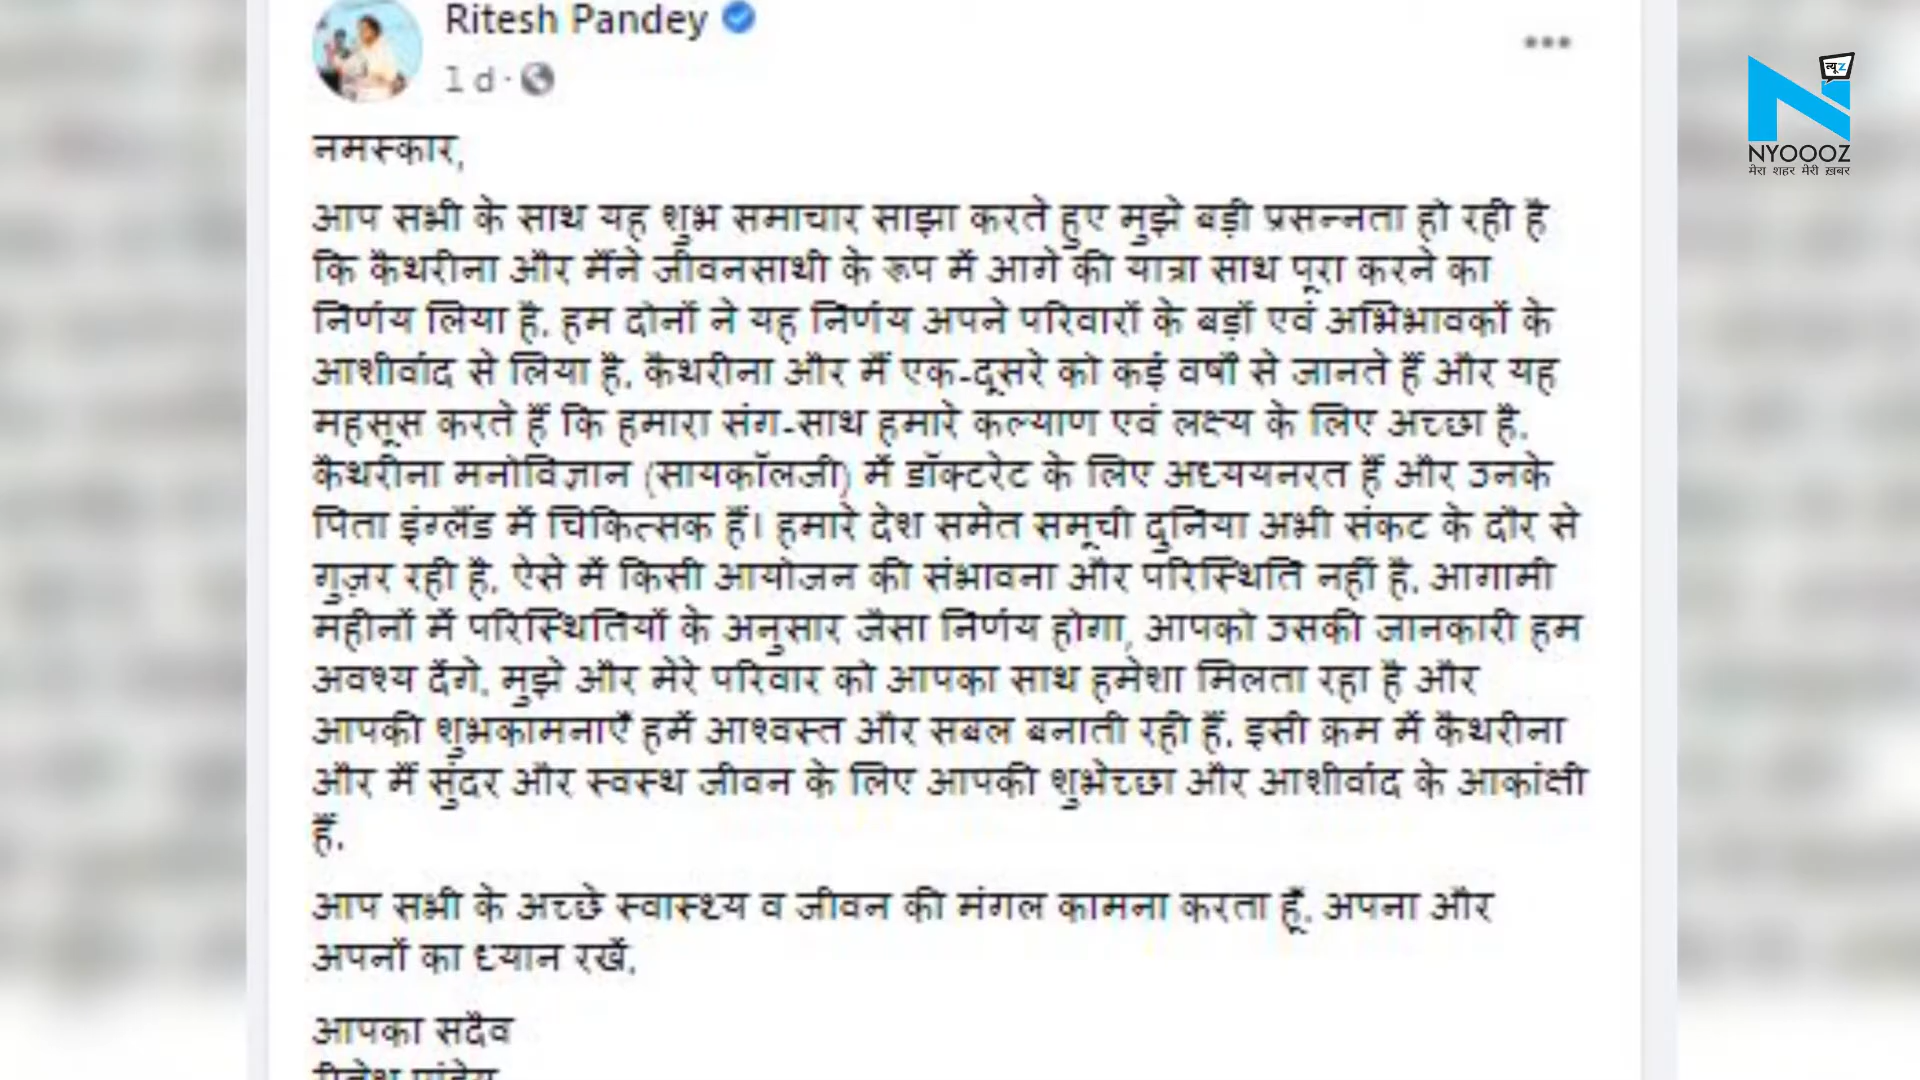 Ritesh Pandey
1 d ·
न्यूZ
NYOOOZ
मेरा शहर मेरी ख़बर
नमस्कार,
आप सभी के साथ यह शुभ समाचार साझा करते हुए मुझे बड़ी प्रसन्नता हो रही है
कि कैथरीना और मैंने जीवनसाथी के रूप में आगे की यात्रा साथ पूरा करने का
निर्णय लिया है. हम दोनों ने यह निर्णय अपने परिवारों के बड़ों एवं अभिभावकों के
आशीर्वाद से लिया है. कैथरीना और मैं एक-दूसरे को कई वर्षों से जानते हैं और यह
महसूस करते हैं कि हमारा संग-साथ हमारे कल्याण एवं लक्ष्य के लिए अच्छा है.
कैथरीना मनोविज्ञान (सायकॉलजी) में डॉक्टरेट के लिए अध्ययनरत हैं और उनके
पिता इंग्लैंड में चिकित्सक हैं। हमारे देश समेत समूची दुनिया अभी संकट के दौर से
गुज़र रही है. ऐसे में किसी आयोजन की संभावना और परिस्थिति नहीं है. आगामी
महीनों में परिस्थितियों के अनुसार जैसा निर्णय होगा, आपको उसकी जानकारी हम
अवश्य देंगे. मुझे और मेरे परिवार को आपका साथ हमेशा मिलता रहा है और
आपकी शुभकामनाएँ हमें आश्वस्त और सबल बनाती रही हैं. इसी क्रम में कैथरीना
और मैं सुंदर और स्वस्थ जीवन के लिए आपकी शुभेच्छा और आशीर्वाद के आकांक्षी
हैं.
आप सभी के अच्छे स्वास्थ्य व जीवन की मंगल कामना करता हूँ. अपना और
अपनों का ध्यान रखें.
आपका सदैव
रीतेश पांडेय